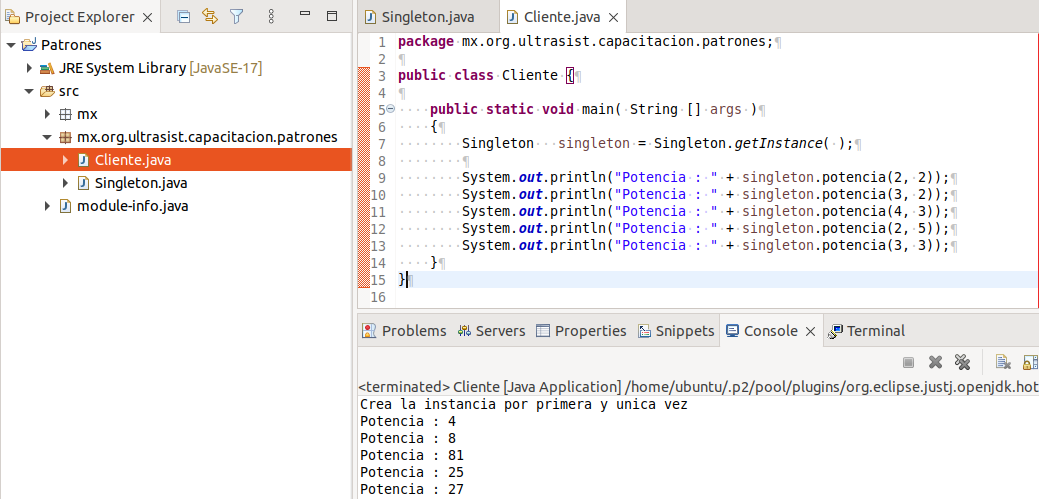 Project Explorer
Patrones
JRE System Library [JavaSE-17]
src
mx
mx.org.ultrasist.capacitacion.patrones
Cliente.java
Singleton.java
module-info.java
Singleton.java
Cliente.java
1 package mx.org.ultrasist.capacitacion.patrones;
2
3 public class Cliente {
4
5 public static void main( String [] args )
6 {
7 Singleton singleton = Singleton.getInstance( );
8
9 System.out.println("Potencia : " + singleton.potencia(2, 2));
10 System.out.println("Potencia : " + singleton.potencia(3, 2));
11 System.out.println("Potencia : " + singleton.potencia(4, 3));
12 System.out.println("Potencia : " + singleton.potencia(2, 5));
13 System.out.println("Potencia : " + singleton.potencia(3, 3));
14 }
15 }
16
Problems Servers Properties Snippets Console Terminal
<terminated> Cliente [Java Application] /home/ubuntu/.p2/pool/plugins/org.eclipse.justj.openjdk.hot
Crea la instancia por primera y unica vez
Potencia : 4
Potencia : 8
Potencia : 81
Potencia : 25
Potencia : 27